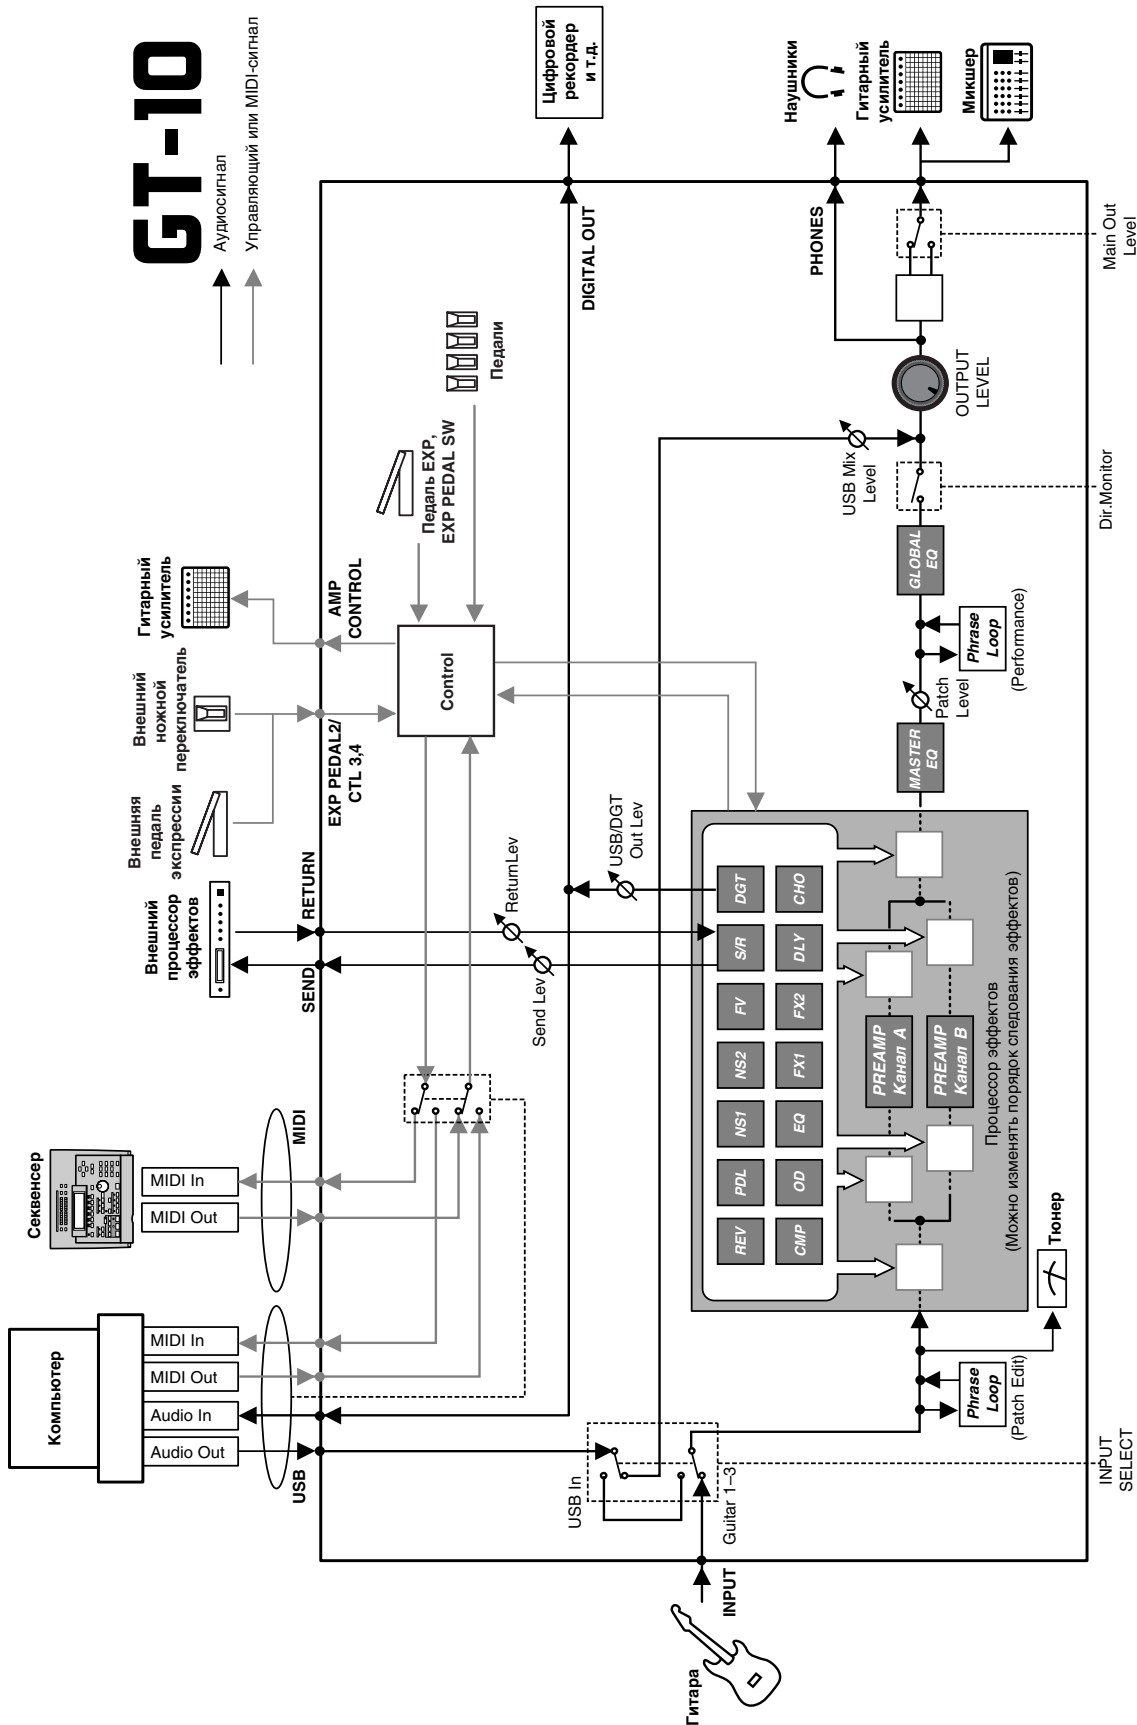 GT-10
Аудиосигнал
Управляющий или MIDI-сигнал
Компьютер
MIDI In
MIDI Out
Audio In
Audio Out
USB
Секвенсер
MIDI In
MIDI Out
MIDI
Внешний
процессор
эффектов
SEND
RETURN
Внешняя
педаль
экспрессии
Внешний
ножной
переключатель
EXP PEDAL2/
CTL 3,4
Гитарный
усилитель
AMP
CONTROL
Педаль EXP,
EXP PEDAL SW
Педали
Control
Цифровой
рекордер
и т.д.
DIGITAL OUT
Send Lev
ReturnLev
USB/DGT
Out Lev
Гитара
INPUT
USB In
Guitar 1–3
INPUT
SELECT
Phrase
Loop
(Patch Edit)
Тюнер
REV
PDL
NS1
NS2
FV
S/R
DGT
CMP
OD
EQ
FX1
FX2
DLY
CHO
PREAMP
Канал A
PREAMP
Канал B
Процессор эффектов
(Можно изменять порядок следования эффектов)
MASTER
EQ
Patch
Level
Phrase
Loop
(Performance)
GLOBAL
EQ
Dir.Monitor
USB Mix
Level
OUTPUT
LEVEL
PHONES
Main Out
Level
Наушники
Гитарный
усилитель
Микшер